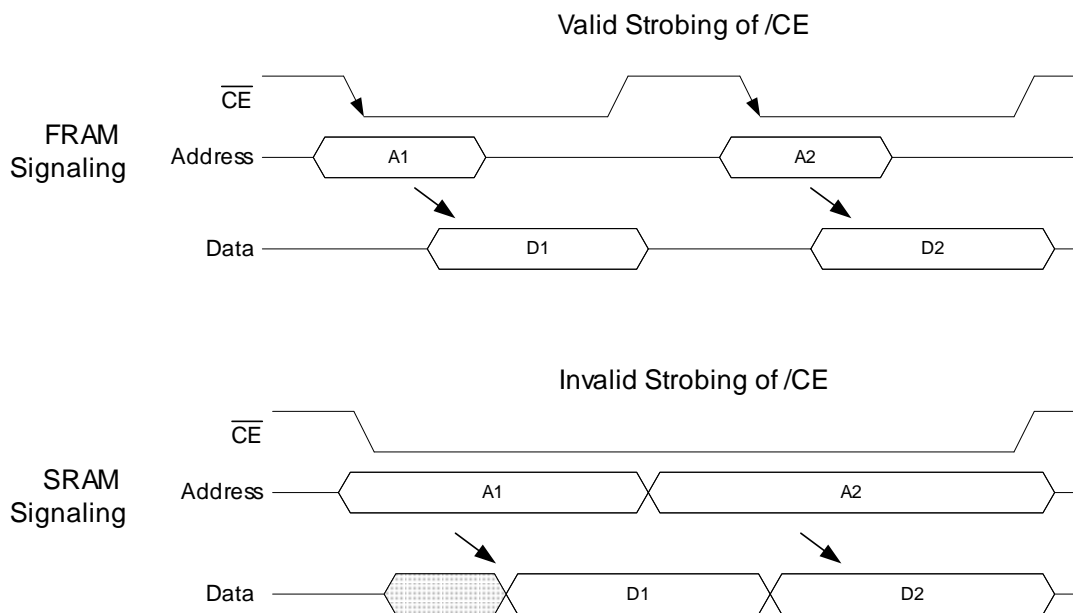 Valid Strobing of /CE
CE
FRAM
Signaling
Address
A1
A2
Data
D1
D2
Invalid Strobing of /CE
CE
SRAM
Signaling
Address
A1
A2
Data
D1
D2